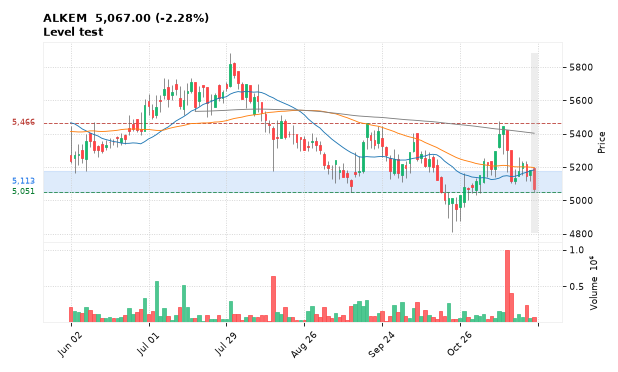 ALKEM 5,067.00 (-2.28%)
Level test
5800
5600
5,466
5400
5200
5,113
5,051
5000
4800
Price
1.0
0.5
Volume 10⁶
Jun 02
Jul 01
Jul 29
Aug 26
Sep 24
Oct 26